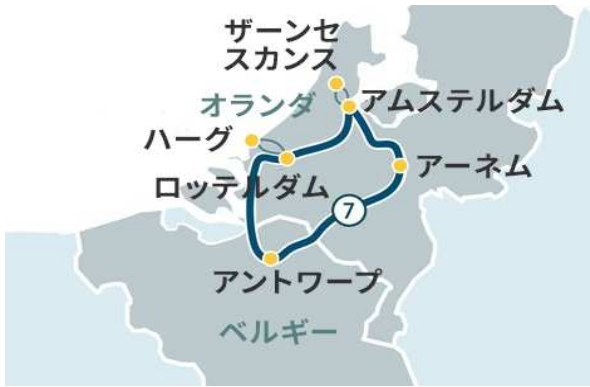 ザーンセ
スカンス
アムステルダム
オランダ
ハーグ
アーネム
ロッテルダム
7
アントワープ
ベルギー